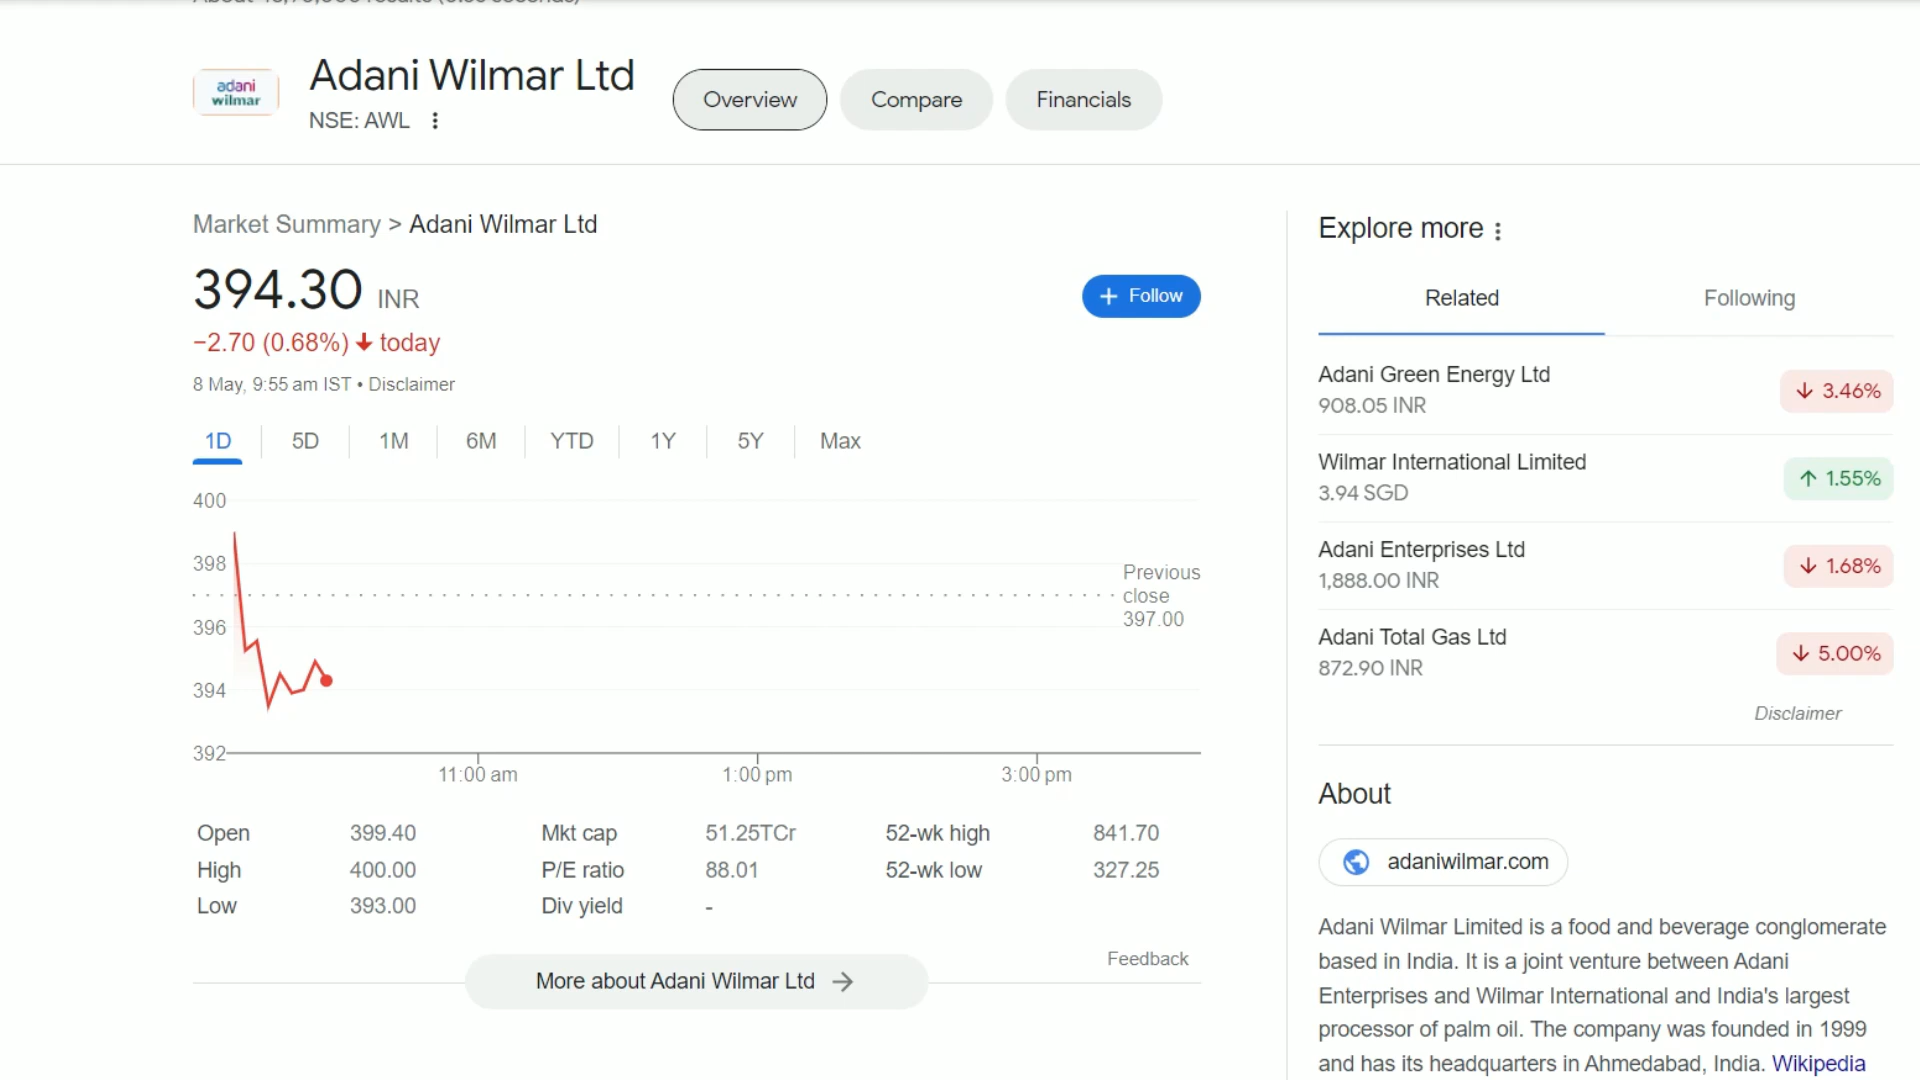 adani
wilmar
Adani Wilmar Ltd
NSE: AWL
Overview
Compare
Financials
Market Summary > Adani Wilmar Ltd
394.30 INR
+ Follow
−2.70 (0.68%) ↓ today
8 May, 9:55 am IST • Disclaimer
1D 5D 1M 6M YTD 1Y 5Y Max
400
398
396
394
392
Previous
close
397.00
11:00 am 1:00 pm 3:00 pm
Open 399.40 Mkt cap 51.25TCr 52-wk high 841.70
High 400.00 P/E ratio 88.01 52-wk low 327.25
Low 393.00 Div yield -
Feedback
More about Adani Wilmar Ltd →
Explore more
Related Following
Adani Green Energy Ltd
908.05 INR
↓ 3.46%
Wilmar International Limited
3.94 SGD
↑ 1.55%
Adani Enterprises Ltd
1,888.00 INR
↓ 1.68%
Adani Total Gas Ltd
872.90 INR
↓ 5.00%
Disclaimer
About
adaniwilmar.com
Adani Wilmar Limited is a food and beverage conglomerate
based in India. It is a joint venture between Adani
Enterprises and Wilmar International and India's largest
processor of palm oil. The company was founded in 1999
and has its headquarters in Ahmedabad, India. Wikipedia